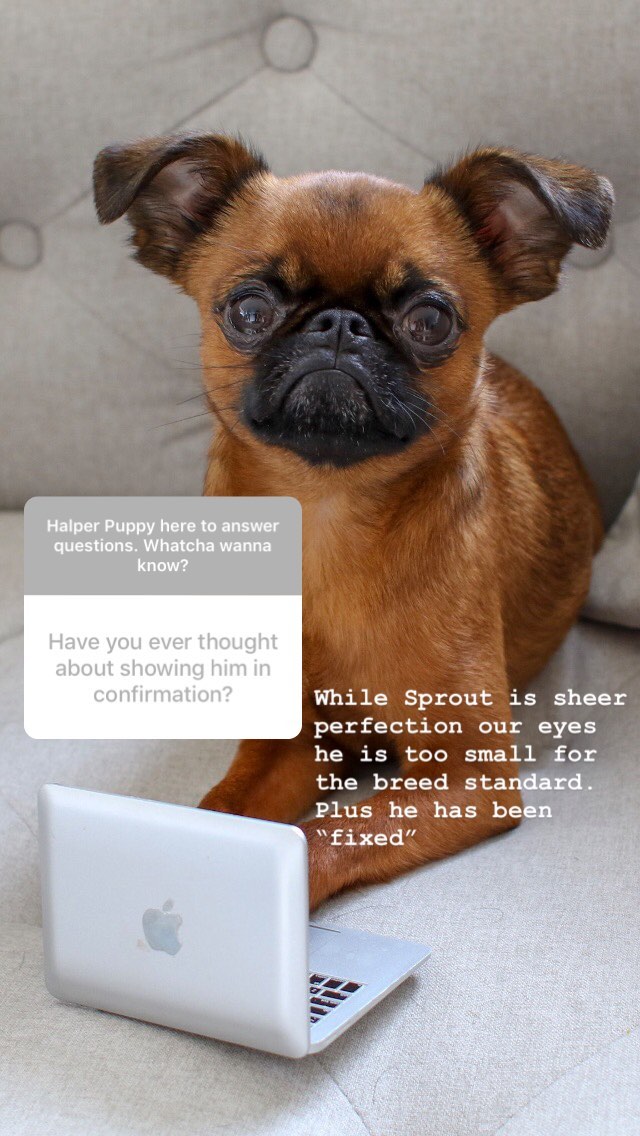 Halper Puppy here to answer
questions. Whatcha wanna
know?
Have you ever thought
about showing him in
confirmation?
While Sprout is sheer
perfection our eyes
he is too small for
the breed standard.
Plus he has been
“fixed”